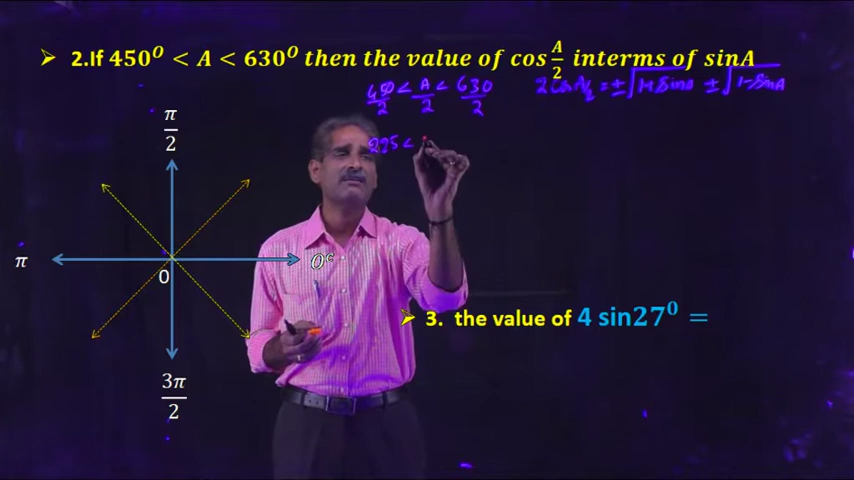 ➢ 2.If 450⁰ < A < 630⁰ then the value of cos A/2 interms of sinA
450/2 < A/2 < 630/2
2cosA/2 = ±√1+SinA ±√1-SinA
225 <
π/2
π
0ᶜ
0
3π/2
➢ 3. the value of 4 sin27⁰ =